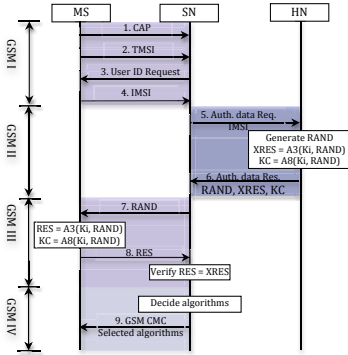 MS SN HN
GSM I
1. CAP
2. TMSI
3. User ID Request
4. IMSI
GSM II
5. Auth. data Req.
IMSI
Generate RAND
XRES = A3(Ki, RAND)
KC = A8(Ki, RAND)
6. Auth. data Res.
RAND, XRES, KC
GSM III
7. RAND
RES = A3(Ki, RAND)
KC = A8(Ki, RAND)
8. RES
Verify RES = XRES
GSM IV
Decide algorithms
9. GSM CMC
Selected algorithms